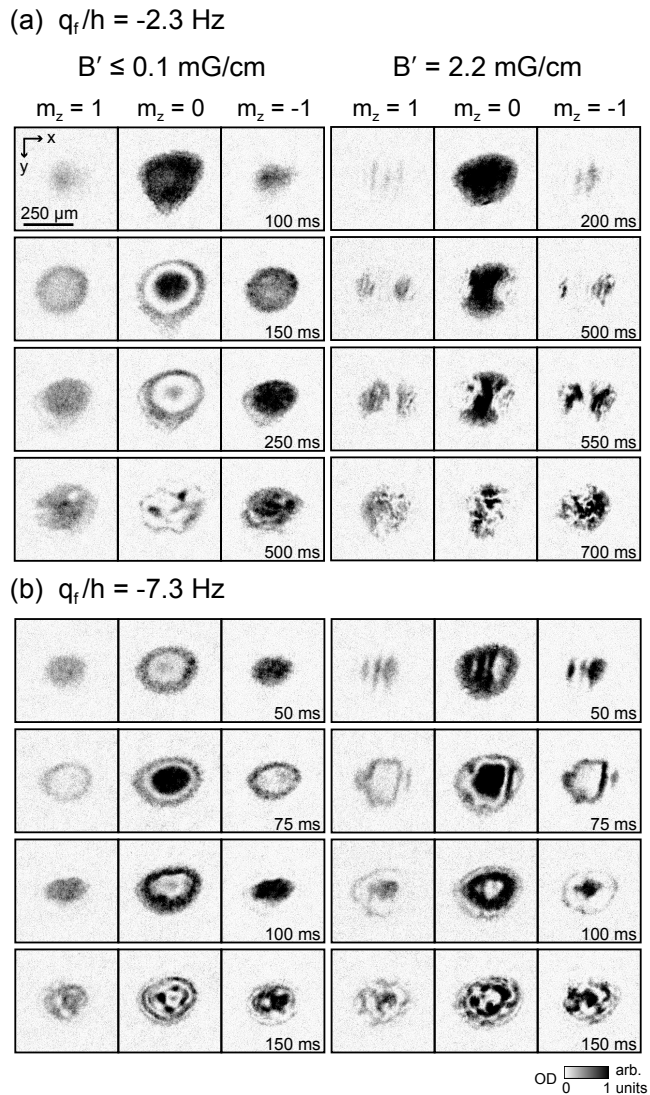 (a) q_f/h = -2.3 Hz
B′ ≤ 0.1 mG/cm B′ = 2.2 mG/cm
m_z = 1 m_z = 0 m_z = -1 m_z = 1 m_z = 0 m_z = -1
x
y
250 μm
100 ms 200 ms
150 ms 500 ms
250 ms 550 ms
500 ms 700 ms
(b) q_f/h = -7.3 Hz
50 ms 50 ms
75 ms 75 ms
100 ms 100 ms
150 ms 150 ms
OD 0 1 arb. units